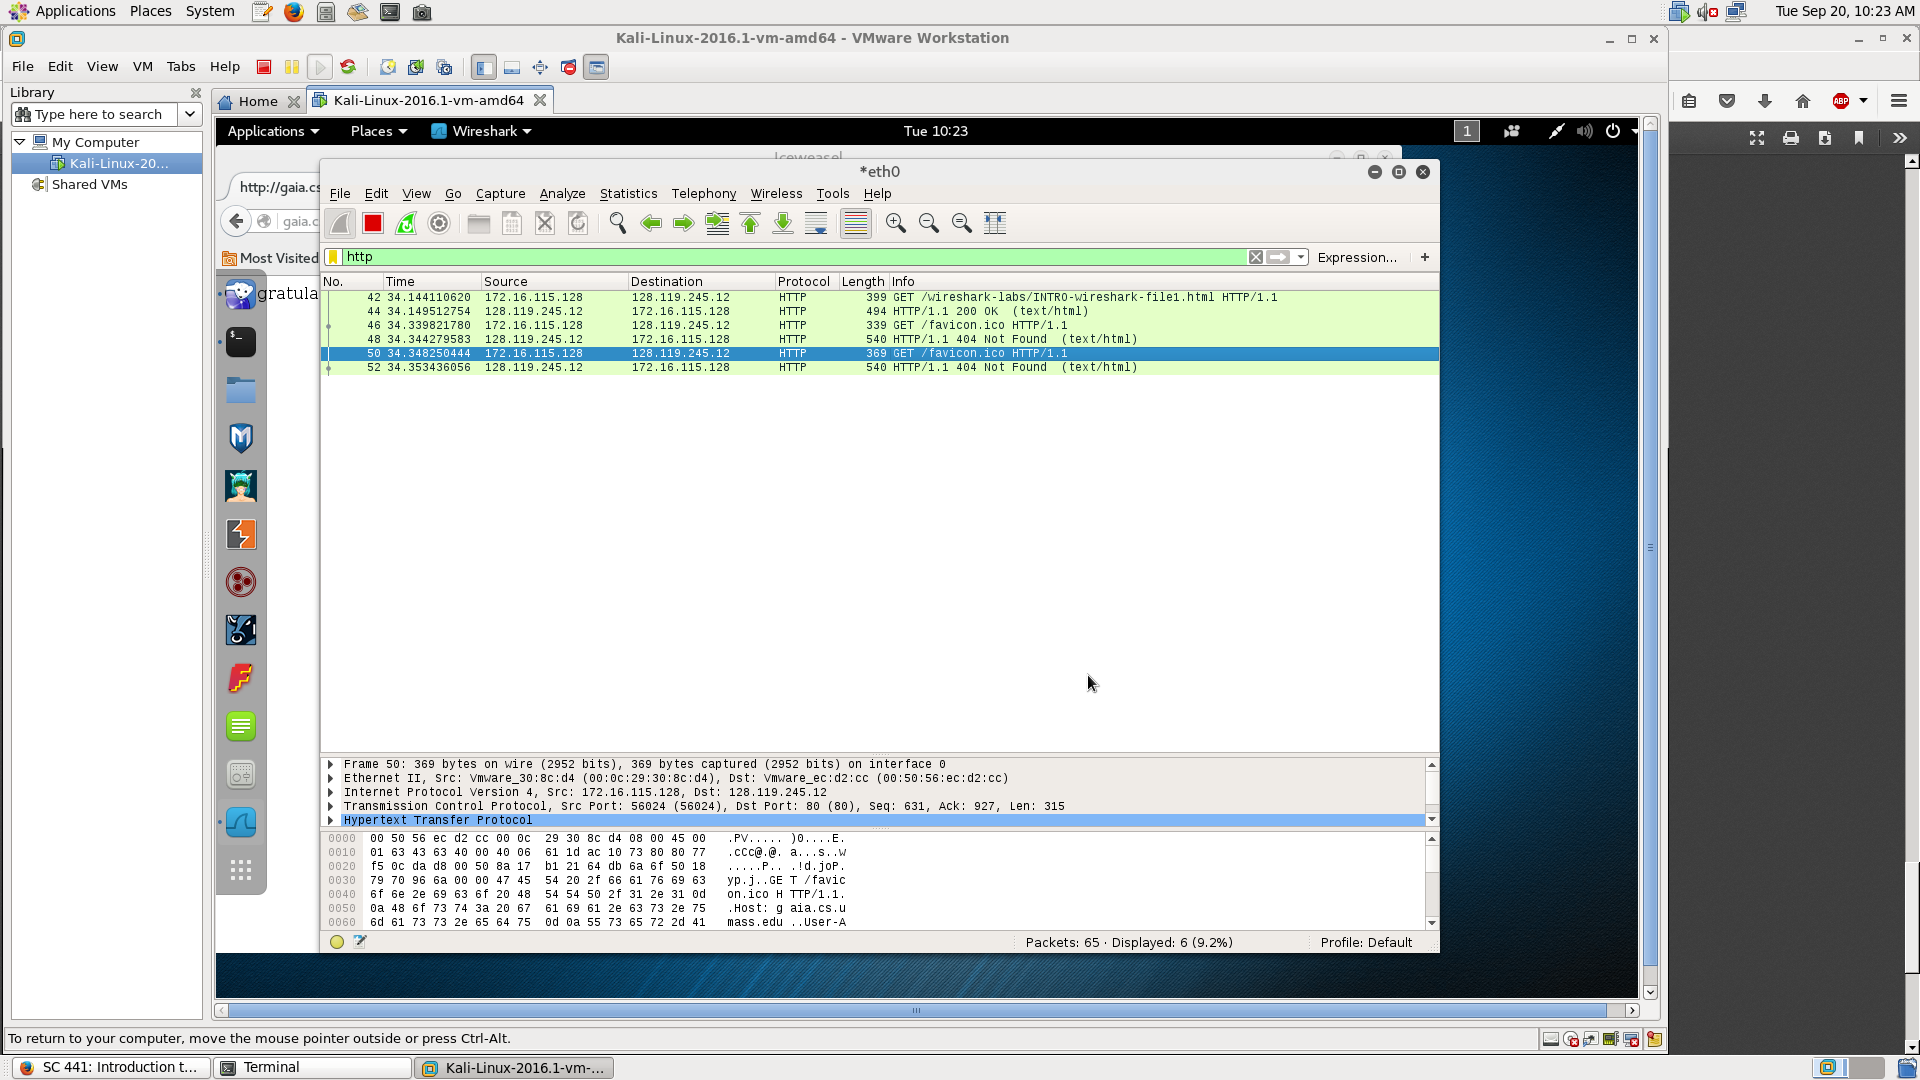 Applications Places System Tue Sep 20, 10:23 AM
Kali-Linux-2016.1-vm-amd64 - VMware Workstation
File Edit View VM Tabs Help
ABP
Library
Type here to search
My Computer
Kali-Linux-20...
Shared VMs
Home Kali-Linux-2016.1-vm-amd64
Applications Places Wireshark Tue 10:23 1
Iceweasel
http://gaia.cs
gaia.c
Most Visited
gratula
*eth0
File Edit View Go Capture Analyze Statistics Telephony Wireless Tools Help
http Expression... +
No. Time Source Destination Protocol Length Info
42 34.144110620 172.16.115.128 128.119.245.12 HTTP 399 GET /wireshark-labs/INTRO-wireshark-file1.html HTTP/1.1
44 34.149512754 128.119.245.12 172.16.115.128 HTTP 494 HTTP/1.1 200 OK (text/html)
46 34.339821780 172.16.115.128 128.119.245.12 HTTP 339 GET /favicon.ico HTTP/1.1
48 34.344279583 128.119.245.12 172.16.115.128 HTTP 540 HTTP/1.1 404 Not Found (text/html)
50 34.348250444 172.16.115.128 128.119.245.12 HTTP 369 GET /favicon.ico HTTP/1.1
52 34.353436056 128.119.245.12 172.16.115.128 HTTP 540 HTTP/1.1 404 Not Found (text/html)
Frame 50: 369 bytes on wire (2952 bits), 369 bytes captured (2952 bits) on interface 0
Ethernet II, Src: Vmware_30:8c:d4 (00:0c:29:30:8c:d4), Dst: Vmware_ec:d2:cc (00:50:56:ec:d2:cc)
Internet Protocol Version 4, Src: 172.16.115.128, Dst: 128.119.245.12
Transmission Control Protocol, Src Port: 56024 (56024), Dst Port: 80 (80), Seq: 631, Ack: 927, Len: 315
Hypertext Transfer Protocol
0000 00 50 56 ec d2 cc 00 0c 29 30 8c d4 08 00 45 00 .PV..... )0....E.
0010 01 63 43 63 40 00 40 06 61 1d ac 10 73 80 80 77 .cCc@.@. a...s..w
0020 f5 0c da d8 00 50 8a 17 b1 21 64 db 6a 6f 50 18 .....P.. .!d.joP.
0030 79 70 96 6a 00 00 47 45 54 20 2f 66 61 76 69 63 yp.j..GE T /favic
0040 6f 6e 2e 69 63 6f 20 48 54 54 50 2f 31 2e 31 0d on.ico H TTP/1.1.
0050 0a 48 6f 73 74 3a 20 67 61 69 61 2e 63 73 2e 75 .Host: g aia.cs.u
0060 6d 61 73 73 2e 65 64 75 0d 0a 55 73 65 72 2d 41 mass.edu ..User-A
Packets: 65 · Displayed: 6 (9.2%) Profile: Default
To return to your computer, move the mouse pointer outside or press Ctrl-Alt.
SC 441: Introduction t... Terminal Kali-Linux-2016.1-vm-...